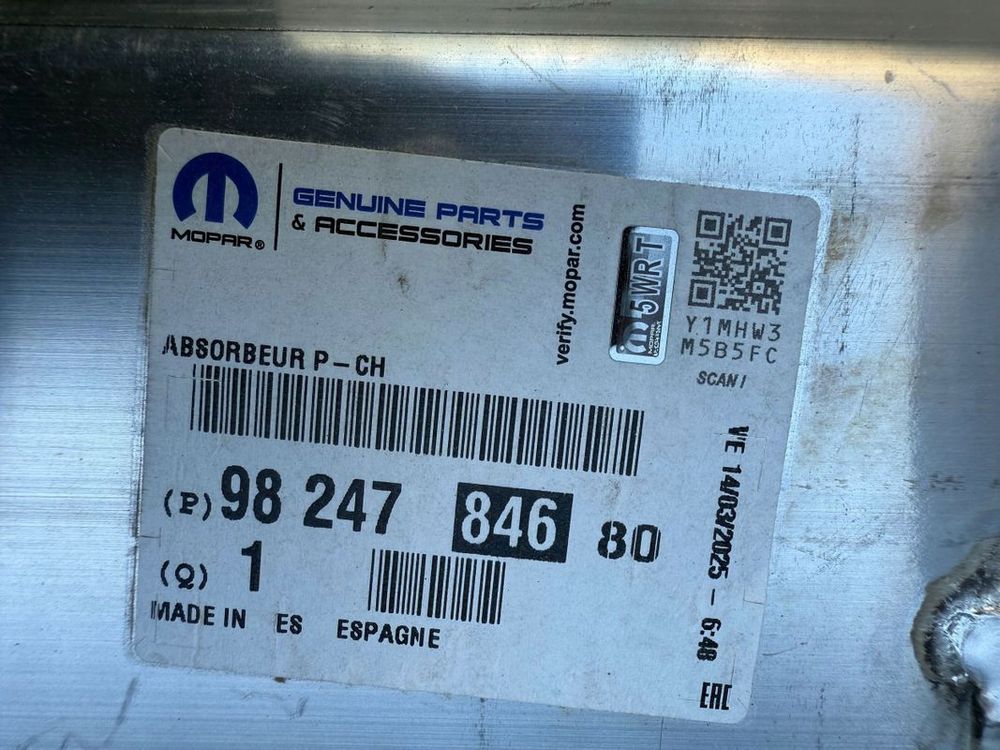 MOPAR®
GENUINE PARTS
& ACCESSORIES
verify.mopar.com
5WRT
Y1MHW3
M5B5FC
SCAN!
ABSORBEUR P-CH
(P) 98 247 846 80
(Q) 1
MADE IN ES ESPAGNE
VE 14/03/2025 - 6:48
EAC